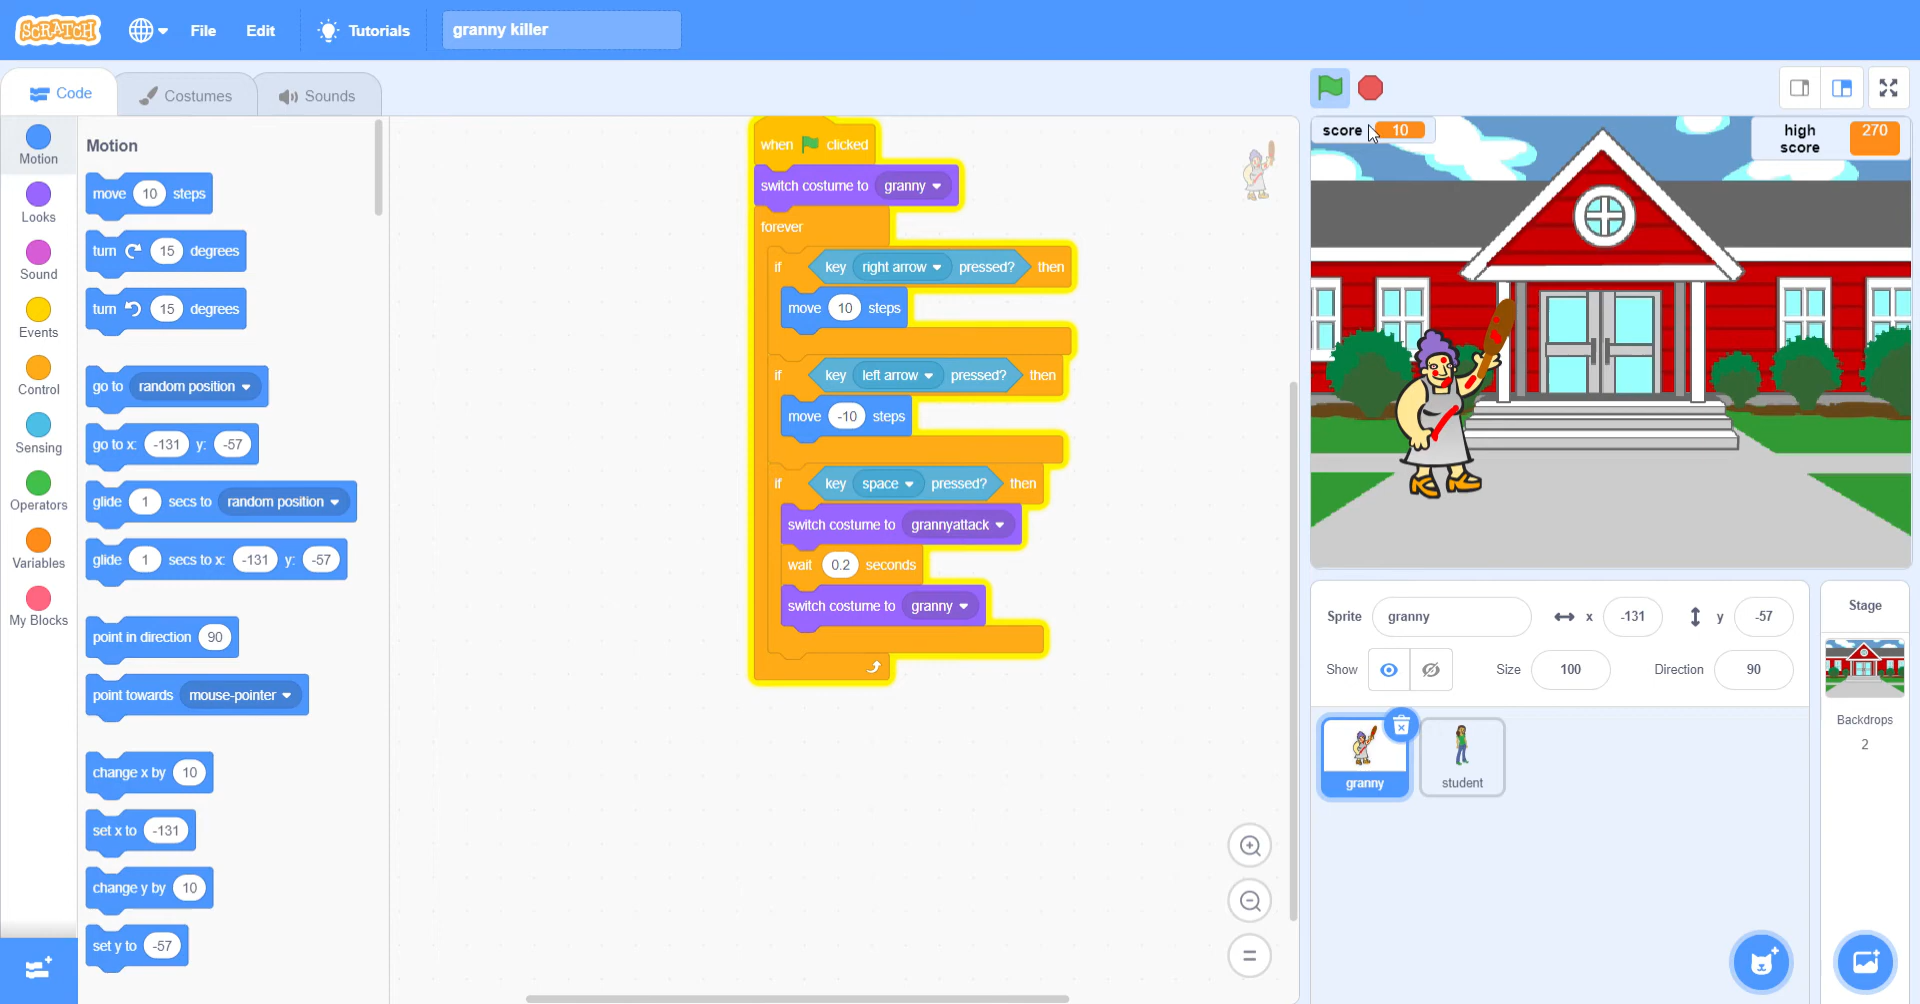 SCRATCH File Edit Tutorials granny killer
Code Costumes Sounds
Motion
Looks
Sound
Events
Control
Sensing
Operators
Variables
My Blocks
Motion
move 10 steps
turn 15 degrees
turn 15 degrees
go to random position
go to x: -131 y: -57
glide 1 secs to random position
glide 1 secs to x: -131 y: -57
point in direction 90
point towards mouse-pointer
change x by 10
set x to -131
change y by 10
set y to -57
when clicked
switch costume to granny
forever
if key right arrow pressed? then
move 10 steps
if key left arrow pressed? then
move -10 steps
if key space pressed? then
switch costume to grannyattack
wait 0.2 seconds
switch costume to granny
score 10
high score 270
Sprite granny x -131 y -57
Show Size 100 Direction 90
granny
student
Stage
Backdrops
2